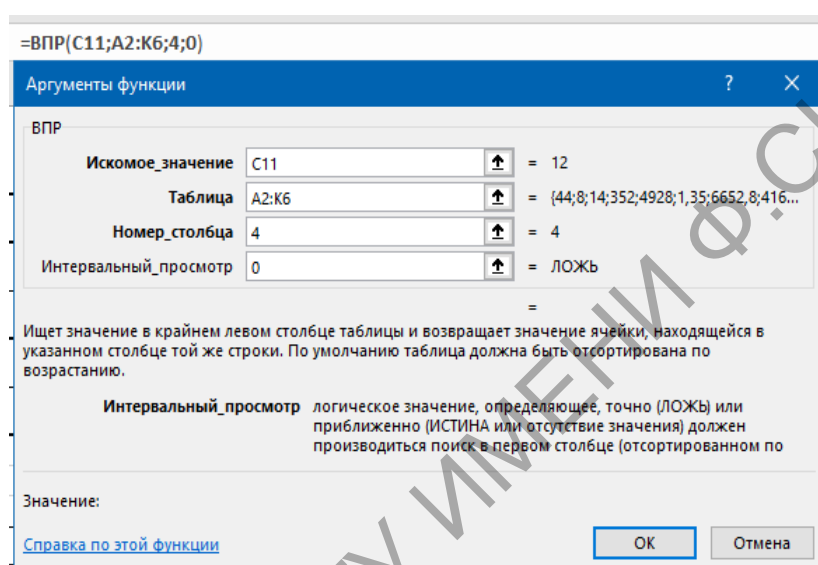 =ВПР(C11;A2:K6;4;0)
Аргументы функции ? ×
ВПР
Искомое_значение C11 = 12
Таблица A2:K6 = {44;8;14;352;4928;1,35;6652,8;416...
Номер_столбца 4 = 4
Интервальный_просмотр 0 = ЛОЖЬ
=
Ищет значение в крайнем левом столбце таблицы и возвращает значение ячейки, находящейся в
указанном столбце той же строки. По умолчанию таблица должна быть отсортирована по
возрастанию.
Интервальный_просмотр логическое значение, определяющее, точно (ЛОЖЬ) или
приближенно (ИСТИНА или отсутствие значения) должен
производиться поиск в первом столбце (отсортированном по
Значение:
Справка по этой функции ОК Отмена
ИМЕНИ Ф.